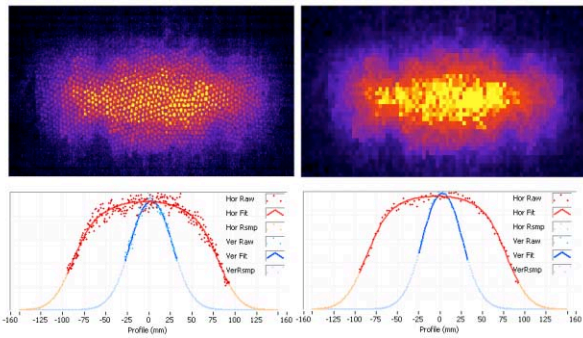 Hor Raw
Hor Fit
Hor Rsmp
Ver Raw
Ver Fit
VerRsmp
-160 -125 -100 -75 -50 -25 0 25 50 75 100 125 160
Profile (mm)
Hor Raw
Hor Fit
Hor Rsmp
Ver Raw
Ver Fit
VerRsmp
-160 -125 -100 -75 -50 -25 0 25 50 75 100 125 160
Profile (mm)